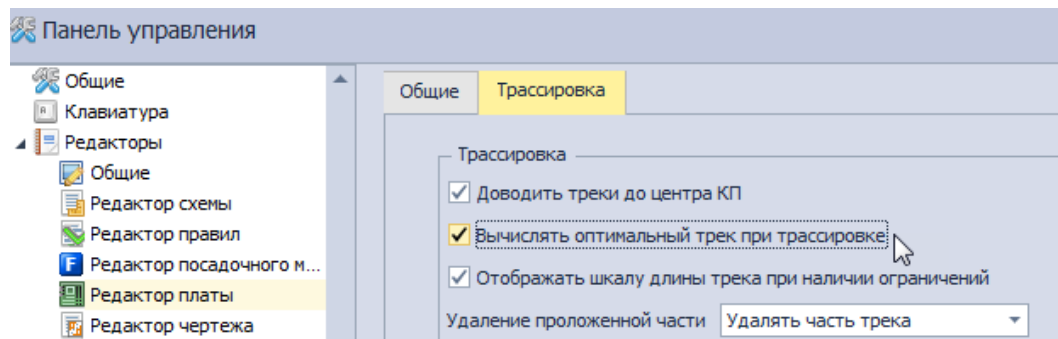 Панель управления
Общие
Клавиатура
Редакторы
Общие
Редактор схемы
Редактор правил
F Редактор посадочного м...
Редактор платы
Редактор чертежа
Общие Трассировка
Трассировка
Доводить треки до центра КП
Вычислять оптимальный трек при трассировке
Отображать шкалу длины трека при наличии ограничений
Удаление проложенной части Удалять часть трека